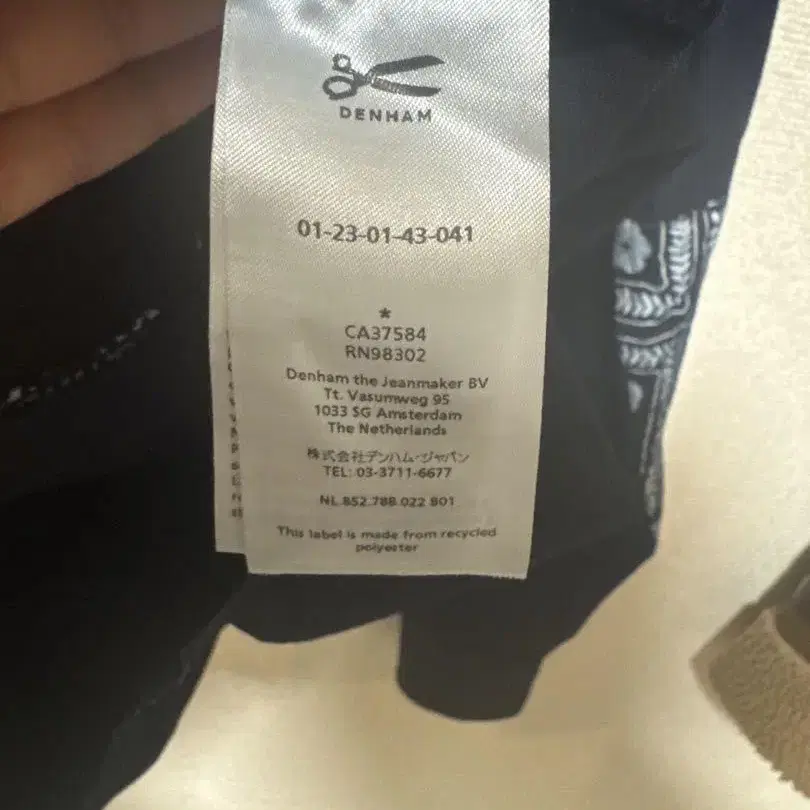 DENHAM
01-23-01-43-041
*
CA37584
RN98302
Denham the Jeanmaker BV
Tt. Vasumweg 95
1033 SG Amsterdam
The Netherlands
株式会社デンハム・ジャパン
TEL: 03-3711-6677
NL 852.788.022 B01
This label is made from recycled
polyester